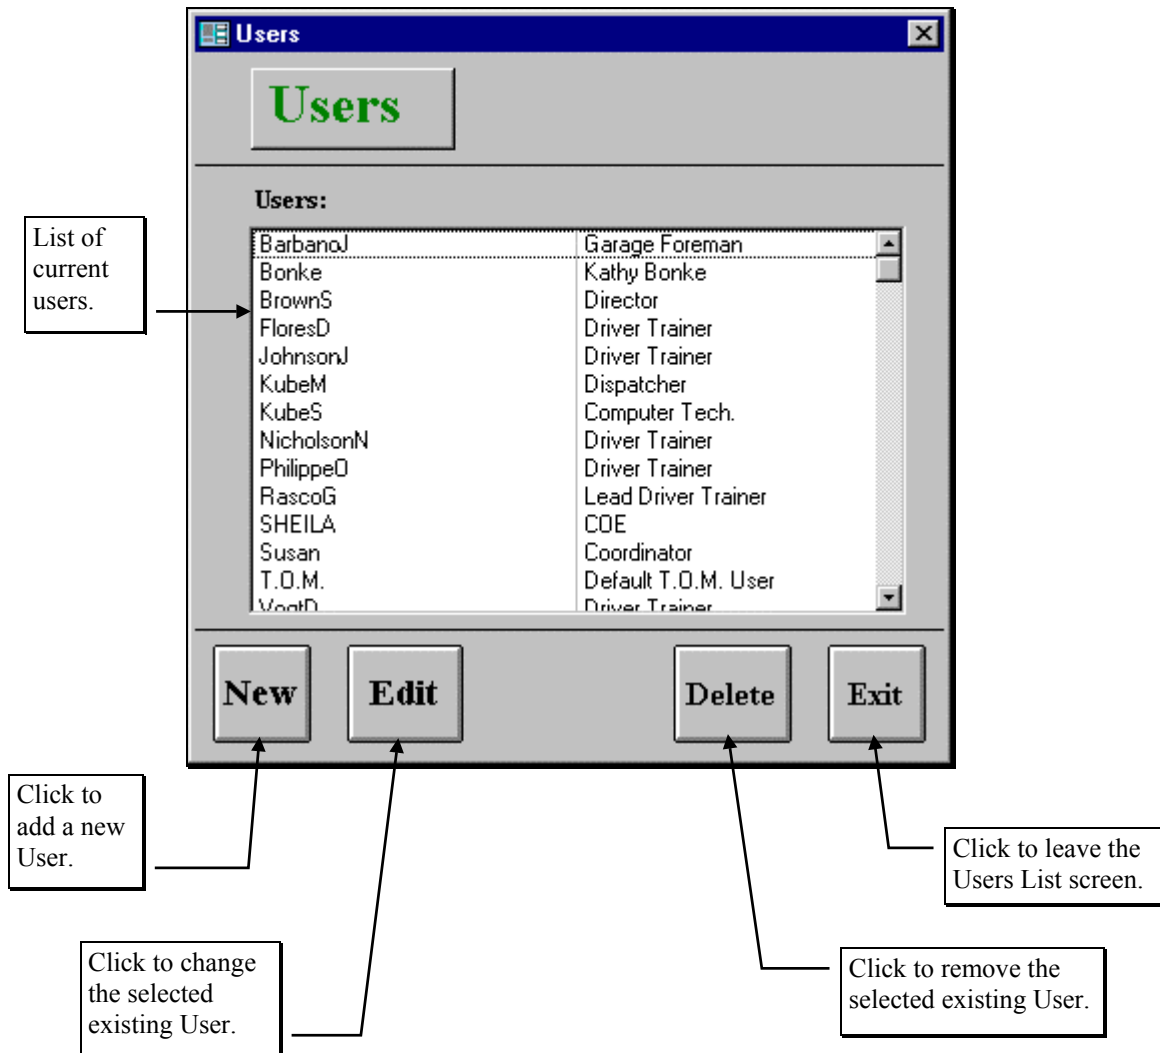 Users
Users
Users:
List of
current
users.
BarbanoJ Garage Foreman
Bonke Kathy Bonke
BrownS Director
FloresD Driver Trainer
JohnsonJ Driver Trainer
KubeM Dispatcher
KubeS Computer Tech.
NicholsonN Driver Trainer
PhilippeO Driver Trainer
RascoG Lead Driver Trainer
SHEILA COE
Susan Coordinator
T.O.M. Default T.O.M. User
VogtD Driver Trainer
New Edit Delete Exit
Click to
add a new
User.
Click to leave the
Users List screen.
Click to change
the selected
existing User.
Click to remove the
selected existing User.